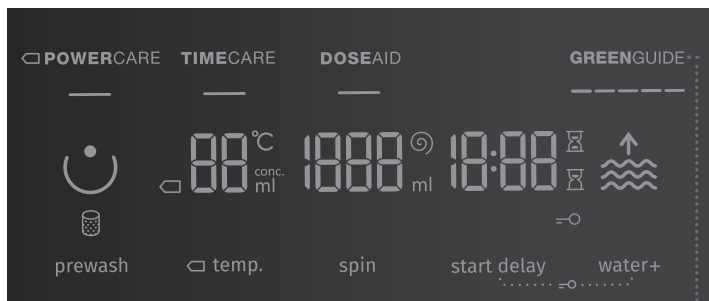 POWERCARE TIMECARE DOSEAID GREENGUIDE
88 °C 1888 18:88
conc.
ml ml
prewash temp. spin start delay water+